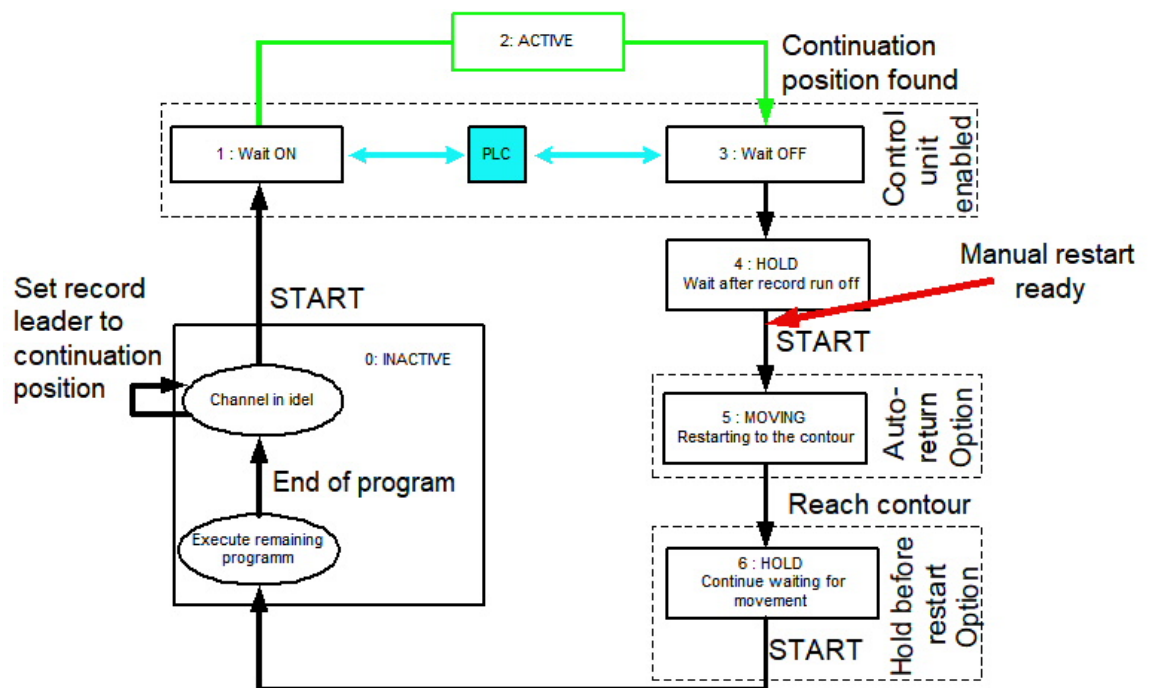 2: ACTIVE
Continuation
position found
1 : Wait ON
PLC
3 : Wait OFF
Control
unit
enabled
4 : HOLD
Wait after record run off
Manual restart
ready
START
Set record
leader to
continuation
position
START
0: INACTIVE
Channel in idel
5 : MOVING
Restarting to the contour
Auto-
return
Option
End of program
Reach contour
Execute remaining
programm
6 : HOLD
Continue waiting for
movement
Hold before
restart
Option
START